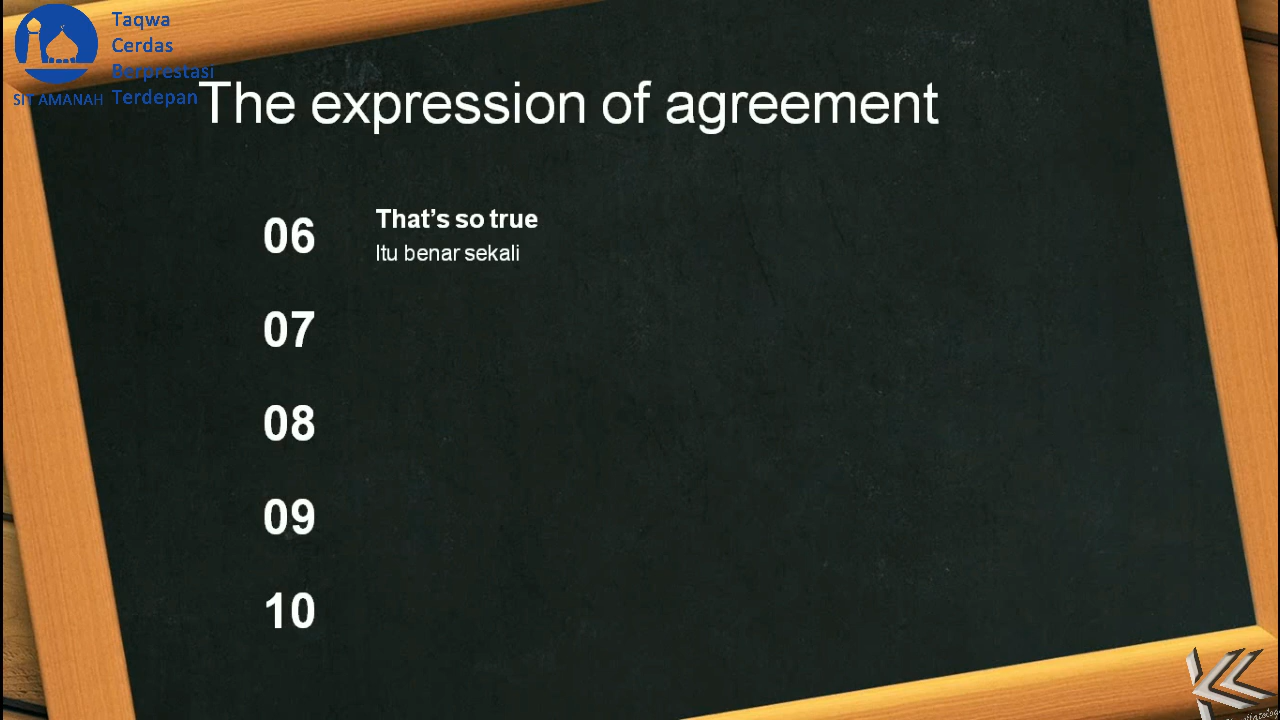 Taqwa
Cerdas
Berprestasi
Terdepan
SIT AMANAH
The expression of agreement
06
That's so true
Itu benar sekali
07
08
09
10